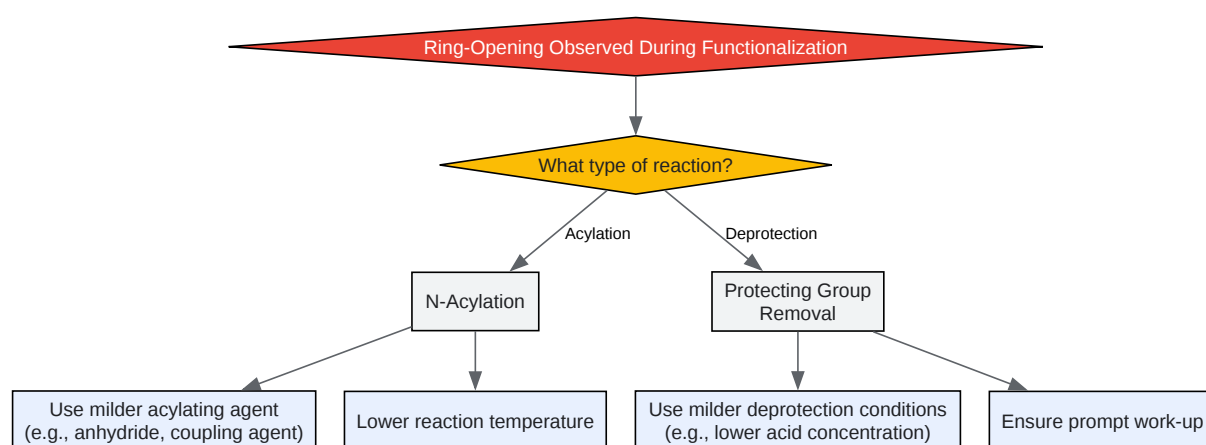 Ring-Opening Observed During Functionalization
What type of reaction?
Acylation
Deprotection
N-Acylation
Protecting Group
Removal
Use milder acylating agent
(e.g., anhydride, coupling agent)
Lower reaction temperature
Use milder deprotection conditions
(e.g., lower acid concentration)
Ensure prompt work-up